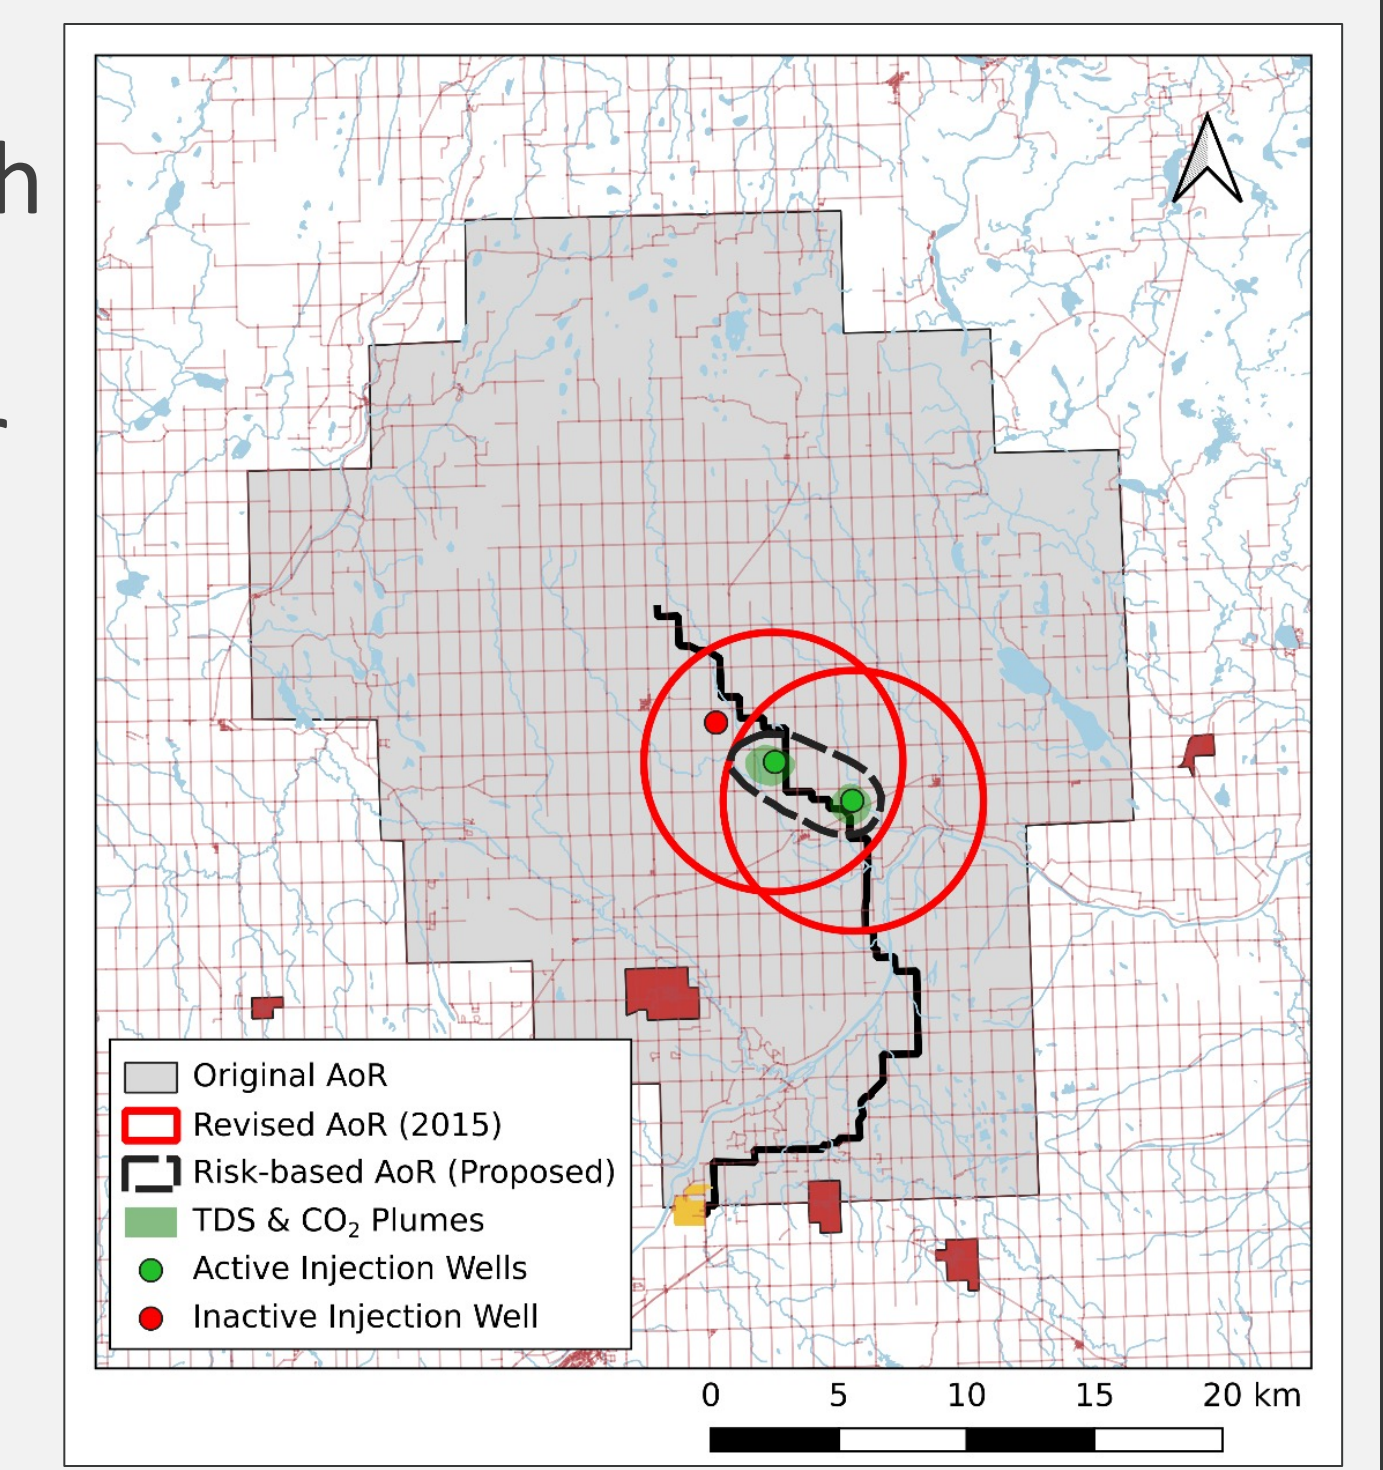 h
Original AoR
Revised AoR (2015)
Risk-based AoR (Proposed)
TDS & CO₂ Plumes
Active Injection Wells
Inactive Injection Well
0 5 10 15 20 km